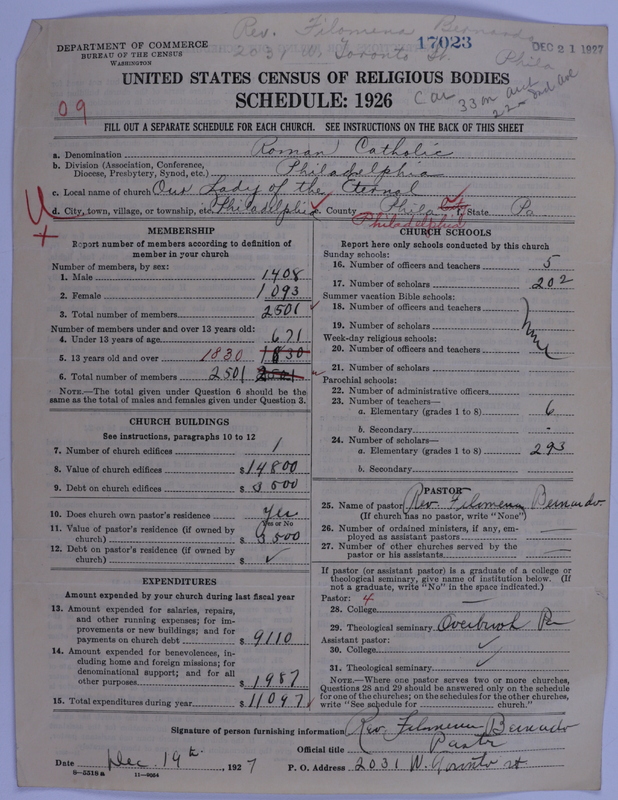 Rev. Filomena Bernardo
DEPARTMENT OF COMMERCE
BUREAU OF THE CENSUS
WASHINGTON
2031 W. Toronto St. Phila
17023
DEC 21 1927
UNITED STATES CENSUS OF RELIGIOUS BODIES
SCHEDULE: 1926
09
Car 33 and
22nd and
FILL OUT A SEPARATE SCHEDULE FOR EACH CHURCH. SEE INSTRUCTIONS ON THE BACK OF THIS SHEET
a. Denomination Roman Catholic
b. Division (Association, Conference, Diocese, Presbytery, Synod, etc.) Philadelphia
c. Local name of church Our Lady of the Eternal
d. City, town, village, or township, etc. Philadelphia e. County Phila f. State Pa
Philadelphia
U
MEMBERSHIP
Report number of members according to definition of
member in your church
Number of members, by sex:
1. Male 1408
2. Female 1093
3. Total number of members 2501
Number of members under and over 13 years old:
4. Under 13 years of age 671
5. 13 years old and over 1830 1830
6. Total number of members 2501 2501
NOTE.—The total given under Question 6 should be
same as the total of males and females given under Question 3.
CHURCH BUILDINGS
See instructions, paragraphs 10 to 12
7. Number of church edifices 1
8. Value of church edifices $14800
9. Debt on church edifices $3500
10. Does church own pastor's residence yes
Yes or No
11. Value of pastor's residence (if owned by
church) $ 3500
12. Debt on pastor's residence (if owned by
church) $ ✓
EXPENDITURES
Amount expended by your church during last fiscal year
13. Amount expended for salaries, repairs,
and other running expenses; for im-
provements or new buildings; and for
payments on church debt $ 9110
14. Amount expended for benevolences, in-
cluding home and foreign missions; for
denominational support; and for all
other purposes $ 1987
15. Total expenditures during year $11097
CHURCH SCHOOLS
Report here only schools conducted by this church
Sunday schools:
16. Number of officers and teachers 5
17. Number of scholars 202
Summer vacation Bible schools:
18. Number of officers and teachers
19. Number of scholars none
Week-day religious schools:
20. Number of officers and teachers
21. Number of scholars
Parochial schools:
22. Number of administrative officers
23. Number of teachers—
a. Elementary (grades 1 to 8) 6
b. Secondary -
24. Number of scholars—
a. Elementary (grades 1 to 8) 293
b. Secondary
PASTOR
25. Name of pastor Rev. Filomena Bernardo
(If church has no pastor, write "None")
26. Number of ordained ministers, if any, em-
ployed as assistant pastors
27. Number of other churches served by the
pastor or his assistants
If pastor (or assistant pastor) is a graduate of a college or
theological seminary, give name of institution below. (If
not a graduate, write "No" in the space indicated.)
Pastor: 4
28. College
29. Theological seminary Overbrook Pa
Assistant pastor:
30. College ✓
31. Theological seminary ✓
NOTE.—Where one pastor serves two or more churches,
Questions 28 and 29 should be answered only on the schedule
for one of the churches; on the schedules for the other churches,
write "See schedule for church."
Signature of person furnishing information Rev. Filomena Bernardo
Official title Pastor
Date Dec. 19th, 1927 P. O. Address 2031 W. Toronto st
8—5318a 11—9054